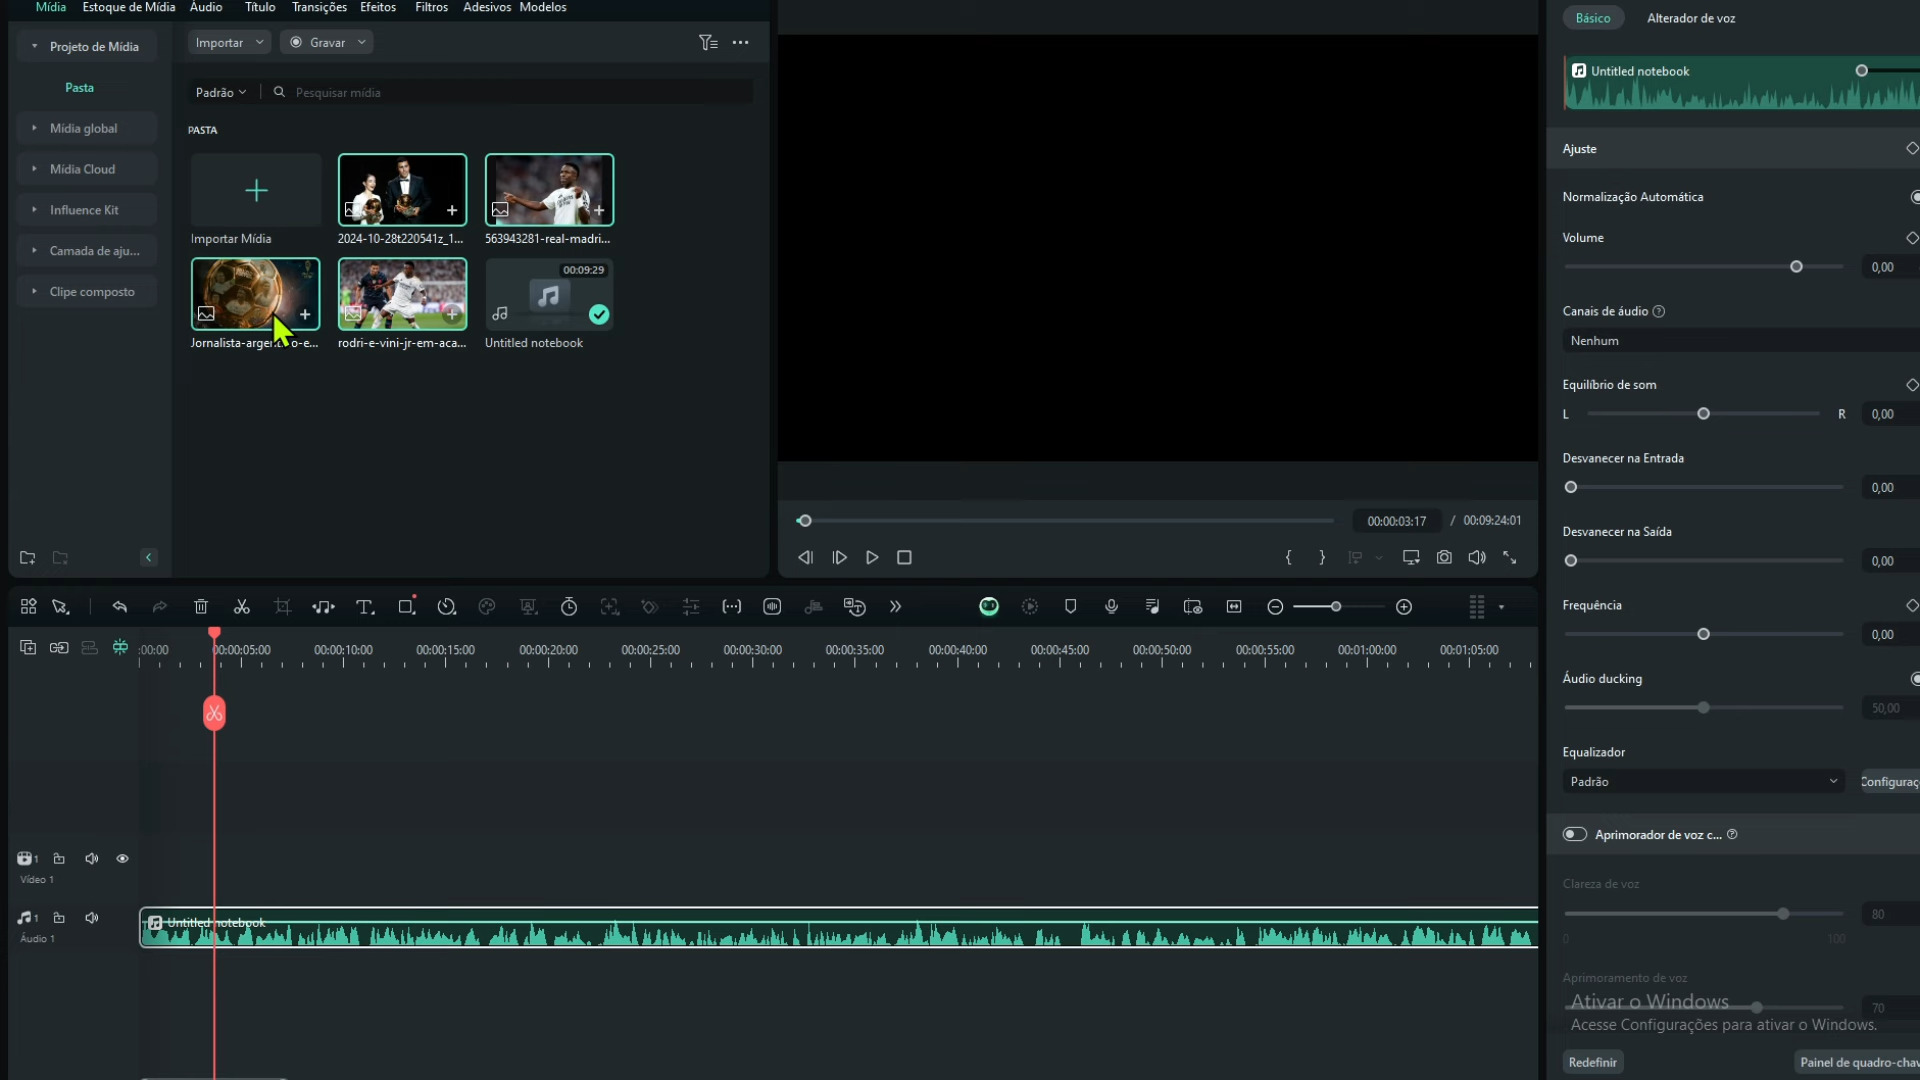 Mídia Estoque de Mídia Áudio Título Transições Efeitos Filtros Adesivos Modelos
Projeto de Mídia
Pasta
Mídia global
Mídia Cloud
Influence Kit
Camada de aju...
Clipe composto
Importar
Gravar
Padrão
Pesquisar mídia
PASTA
Importar Mídia
2024-10-28t220541z_1...
563943281-real-madri...
00:09:29
rodri-e-vini-jr-em-aca...
Untitled notebook
00:00:03:17 / 00:09:24:01
Básico Alterador de voz
Untitled notebook
Ajuste
Normalização Automática
Volume
0,00
Canais de áudio
Nenhum
Equilíbrio de som
L R 0,00
Desvanecer na Entrada
0,00
Desvanecer na Saída
0,00
Frequência
0,00
Áudio ducking
50,00
Equalizador
Padrão
Configuraç
Aprimorador de voz c...
Clareza de voz
80
0 100
Aprimoramento de voz
70
Ativar o Windows
Acesse Configurações para ativar o Windows.
Redefinir
Painel de quadro-chav
:00:00 00:00:05:00 00:00:10:00 00:00:15:00 00:00:20:00 00:00:25:00 00:00:30:00 00:00:35:00 00:00:40:00 00:00:45:00 00:00:50:00 00:00:55:00 00:01:00:00 00:01:05:00
1
Vídeo 1
1
Áudio 1
Untitled notebook